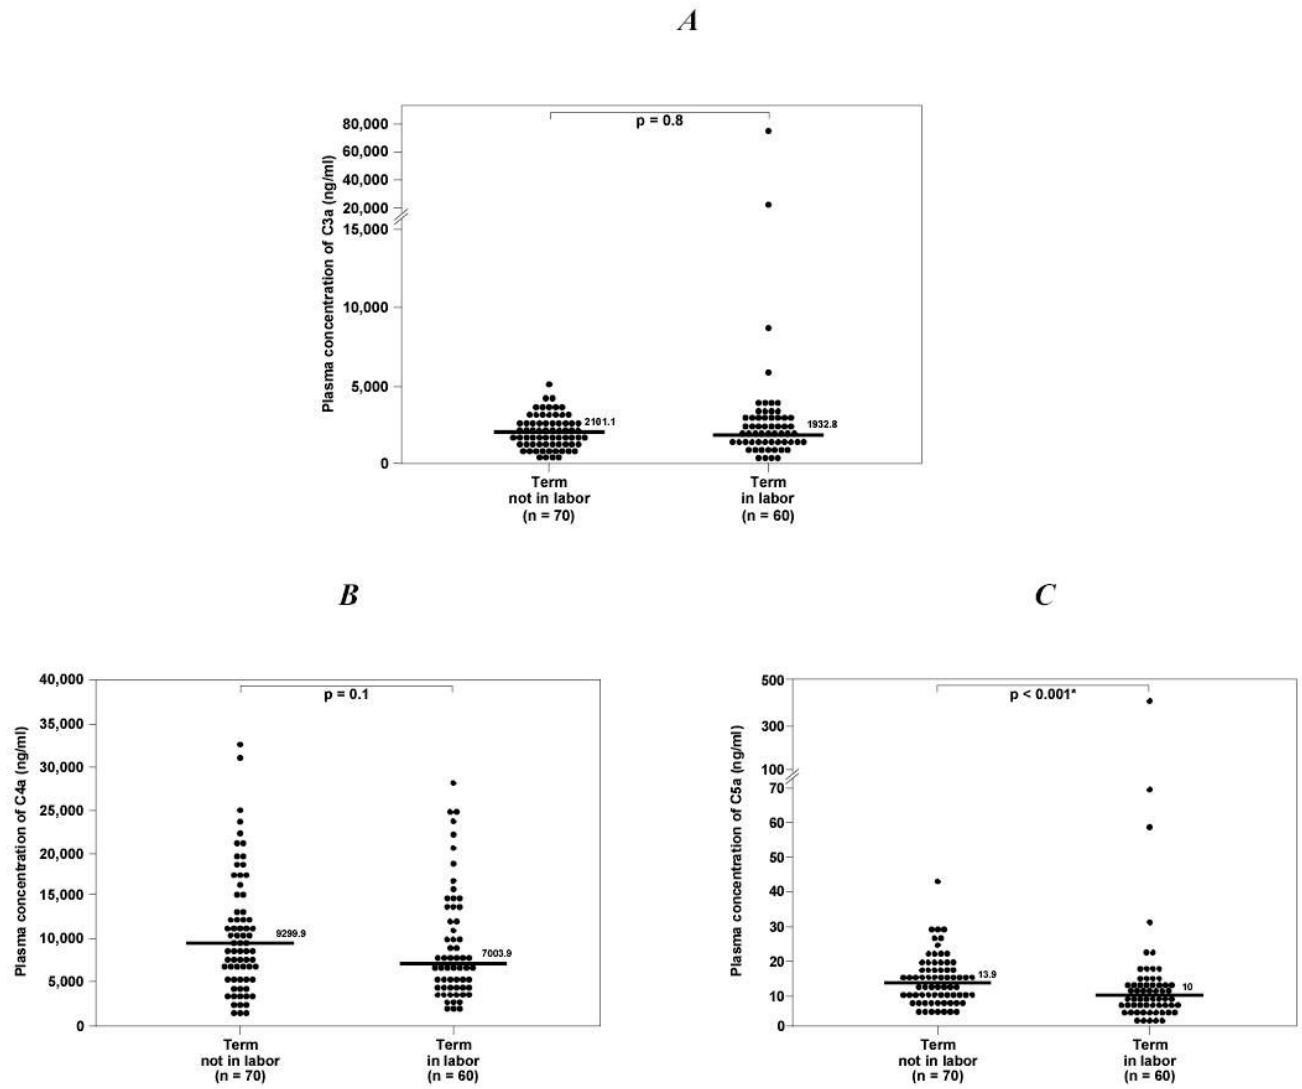 A
Plasma concentration of C3a (ng/ml)
80,000
60,000
40,000
20,000
15,000
10,000
5,000
0
p = 0.8
2101.1
1932.8
Term
not in labor
(n = 70)
Term
in labor
(n = 60)
B
Plasma concentration of C4a (ng/ml)
40,000
35,000
30,000
25,000
20,000
15,000
10,000
5,000
0
p = 0.1
9299.9
7003.9
Term
not in labor
(n = 70)
Term
in labor
(n = 60)
C
Plasma concentration of C5a (ng/ml)
500
300
100
70
60
50
40
30
20
10
0
p < 0.001ᵃ
13.9
10
Term
not in labor
(n = 70)
Term
in labor
(n = 60)